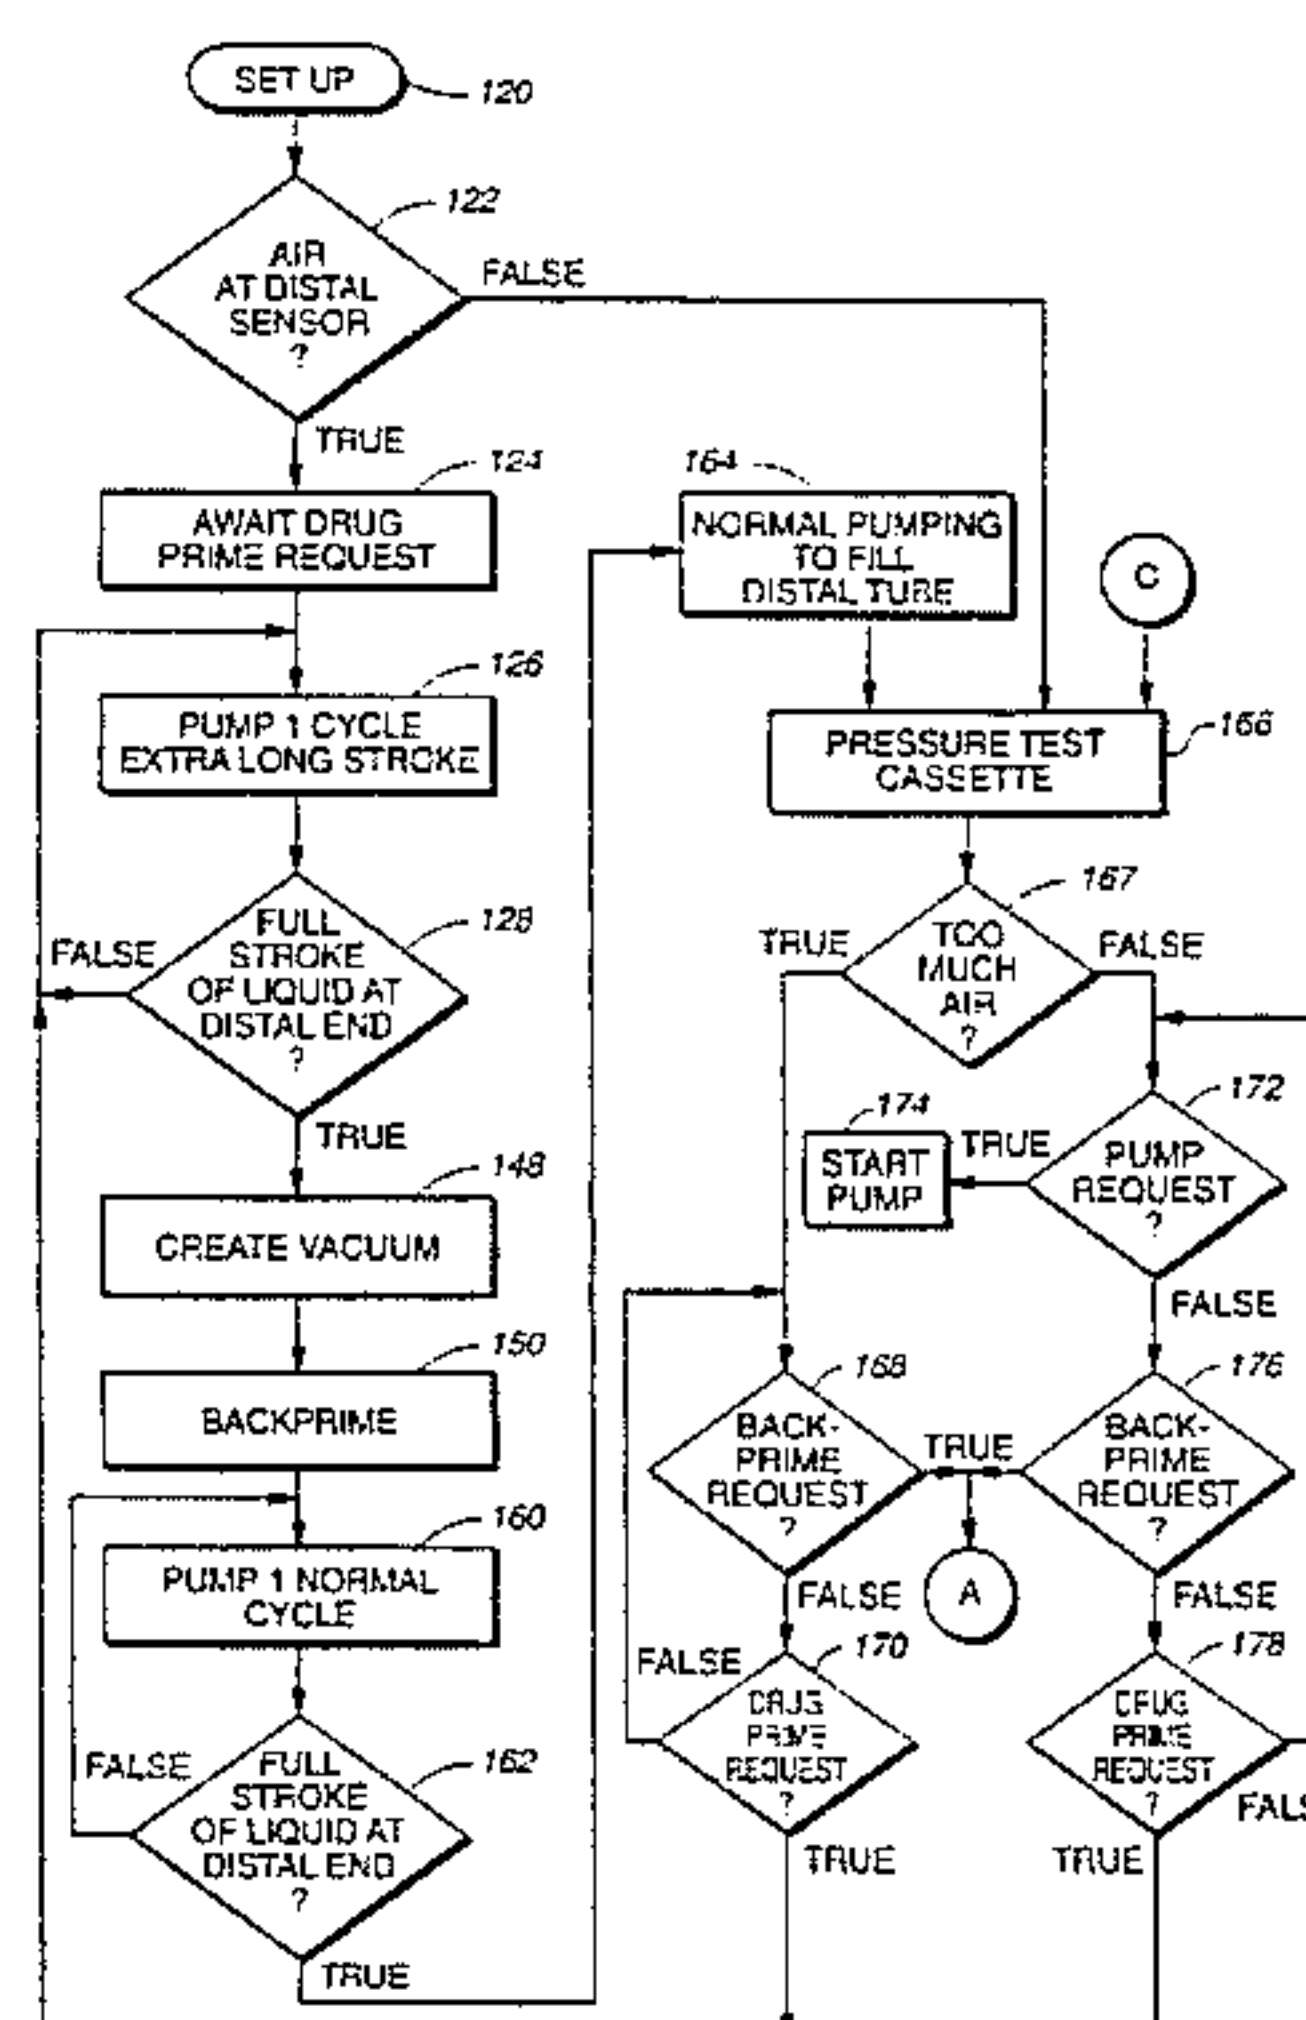 SET UP
120
122
AIR
AT DISTAL
SENSOR
?
FALSE
TRUE
124
AWAIT DRUG
PRIME REQUEST
126
PUMP 1 CYCLE
EXTRA LONG STROKE
128
FULL
STROKE
OF LIQUID AT
DISTAL END
?
FALSE
TRUE
148
CREATE VACUUM
150
BACKPRIME
160
PUMP 1 NORMAL
CYCLE
162
FULL
STROKE
OF LIQUID AT
DISTAL END
?
FALSE
TRUE
164
NORMAL PUMPING
TO FILL
DISTAL TUBE
C
166
PRESSURE TEST
CASSETTE
167
TOO
MUCH
AIR
?
TRUE
FALSE
172
PUMP
REQUEST
?
TRUE
174
START
PUMP
FALSE
168
BACK-
PRIME
REQUEST
?
TRUE
176
BACK-
PRIME
REQUEST
?
A
FALSE
FALSE
170
DRUG
PRIME
REQUEST
?
FALSE
TRUE
178
DRUG
PRIME
REQUEST
?
FALS
TRUE